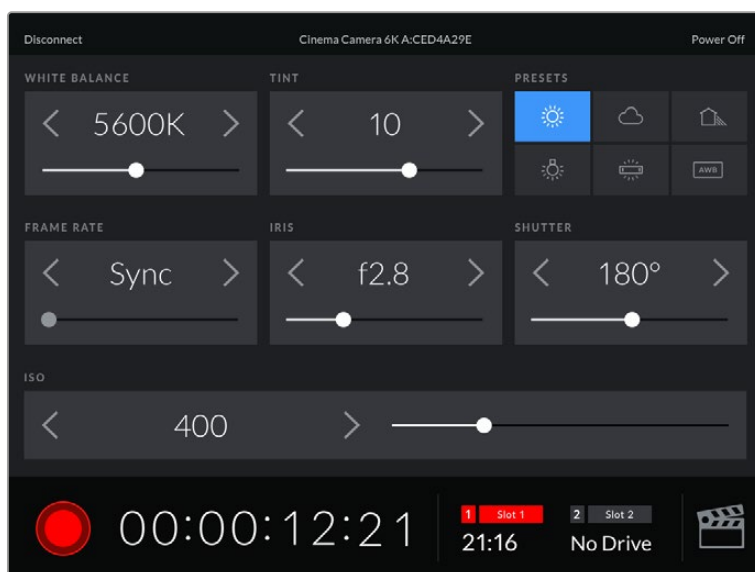 Disconnect Cinema Camera 6K A:CED4A29E Power Off
WHITE BALANCE TINT PRESETS
5600K 10
AWB
FRAME RATE IRIS SHUTTER
Sync f2.8 180°
ISO
400
00:00:12:21
1 Slot 1 2 Slot 2
21:16 No Drive